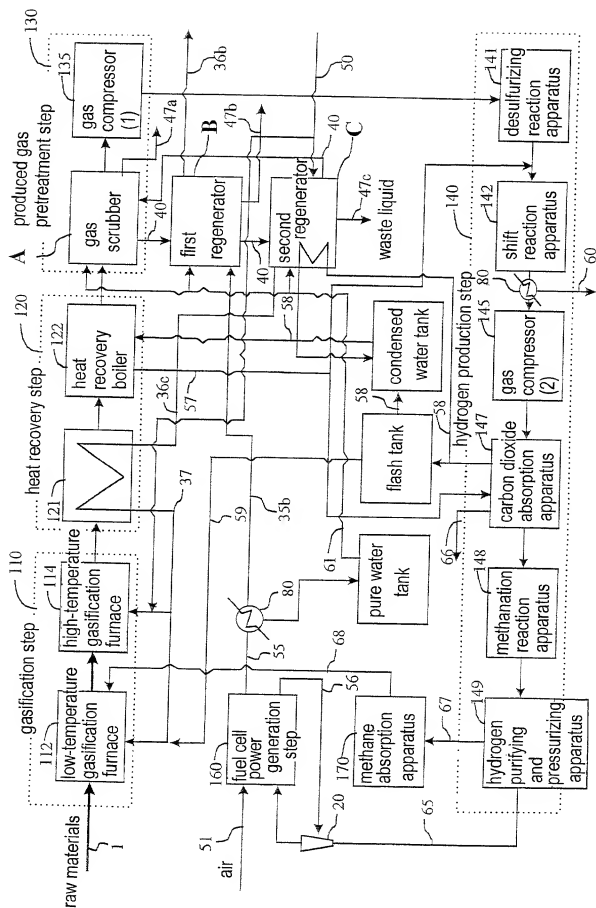 gasification step
110
112
low-temperature
gasification
furnace
114
high-temperature
gasification
furnace
raw materials
1
heat recovery step
120
121
122
heat
recovery
boiler
produced gas
pretreatment step
130
A
gas
scrubber
135
gas
compressor
(1)
47a
40
36b
first
regenerator
B
47b
50
40
second
regenerator
40
C
47c
waste liquid
58
36c
57
37
58
condensed
water tank
58
flash tank
59
35b
61
pure water
tank
80
55
68
56
160
fuel cell
power
generation
step
51
air
20
65
170
methane
absorption
apparatus
67
hydrogen production step
140
58
141
desulfurizing
reaction
apparatus
142
shift
reaction
apparatus
80
60
145
gas
compressor
(2)
147
carbon dioxide
absorption
apparatus
66
148
methanation
reaction
apparatus
149
hydrogen
purifying
and
pressurizing
apparatus